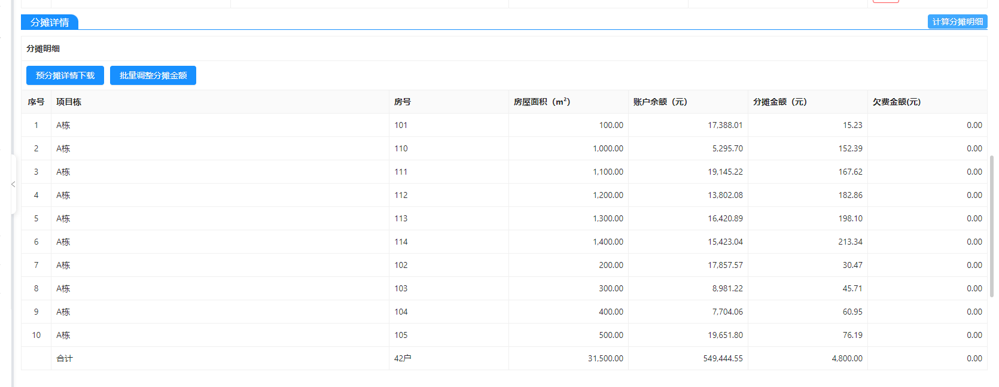 分摊详情 计算分摊明细
分摊明细
预分摊详情下载 批量调整分摊金额
序号 项目栋 房号 房屋面积（m²） 账户余额（元） 分摊金额（元） 欠费金额(元)
1 A栋 101 100.00 17,388.01 15.23 0.00
2 A栋 110 1,000.00 5,295.70 152.39 0.00
3 A栋 111 1,100.00 19,145.22 167.62 0.00
4 A栋 112 1,200.00 13,802.08 182.86 0.00
5 A栋 113 1,300.00 16,420.89 198.10 0.00
6 A栋 114 1,400.00 15,423.04 213.34 0.00
7 A栋 102 200.00 17,857.57 30.47 0.00
8 A栋 103 300.00 8,981.22 45.71 0.00
9 A栋 104 400.00 7,704.06 60.95 0.00
10 A栋 105 500.00 19,651.80 76.19 0.00
合计 42户 31,500.00 549,444.55 4,800.00 0.00